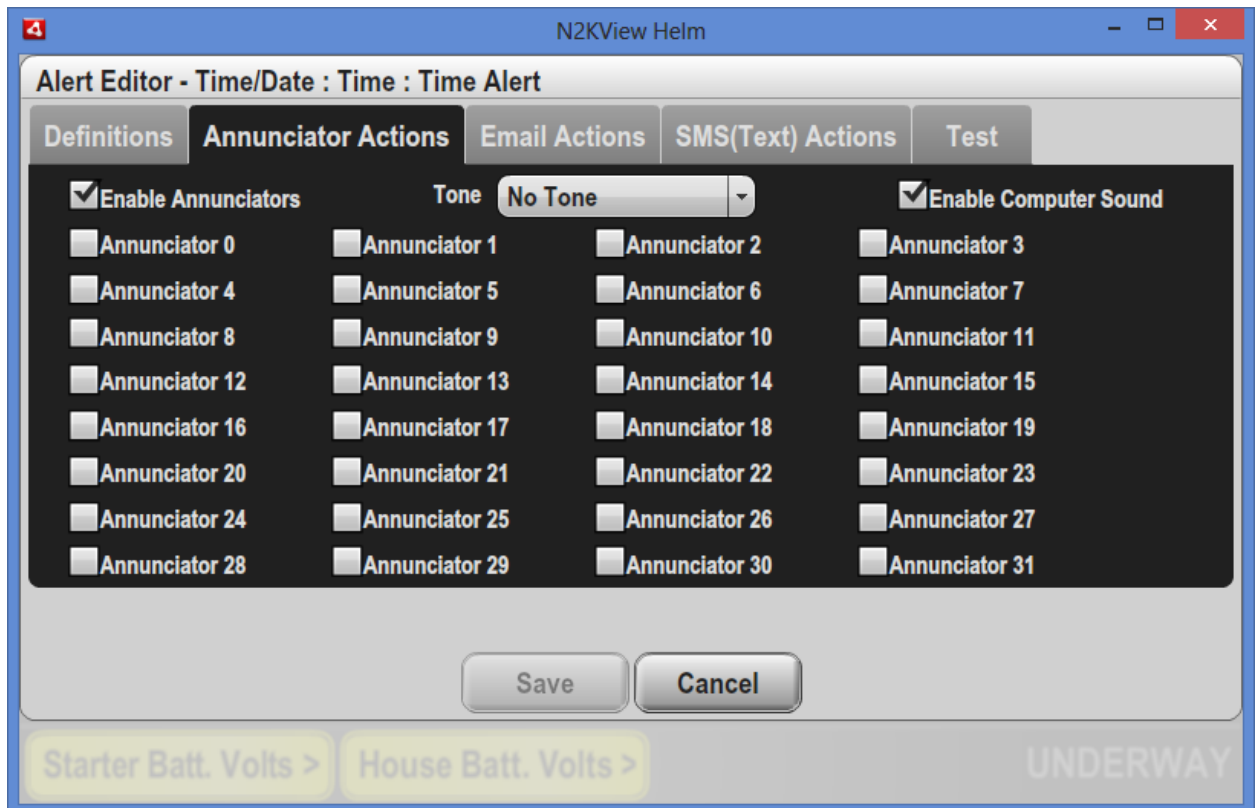 N2KView Helm
Alert Editor - Time/Date : Time : Time Alert
Definitions Annunciator Actions Email Actions SMS(Text) Actions Test
Enable Annunciators Tone No Tone Enable Computer Sound
Annunciator 0 Annunciator 1 Annunciator 2 Annunciator 3
Annunciator 4 Annunciator 5 Annunciator 6 Annunciator 7
Annunciator 8 Annunciator 9 Annunciator 10 Annunciator 11
Annunciator 12 Annunciator 13 Annunciator 14 Annunciator 15
Annunciator 16 Annunciator 17 Annunciator 18 Annunciator 19
Annunciator 20 Annunciator 21 Annunciator 22 Annunciator 23
Annunciator 24 Annunciator 25 Annunciator 26 Annunciator 27
Annunciator 28 Annunciator 29 Annunciator 30 Annunciator 31
Save Cancel
Starter Batt. Volts > House Batt. Volts > UNDERWAY